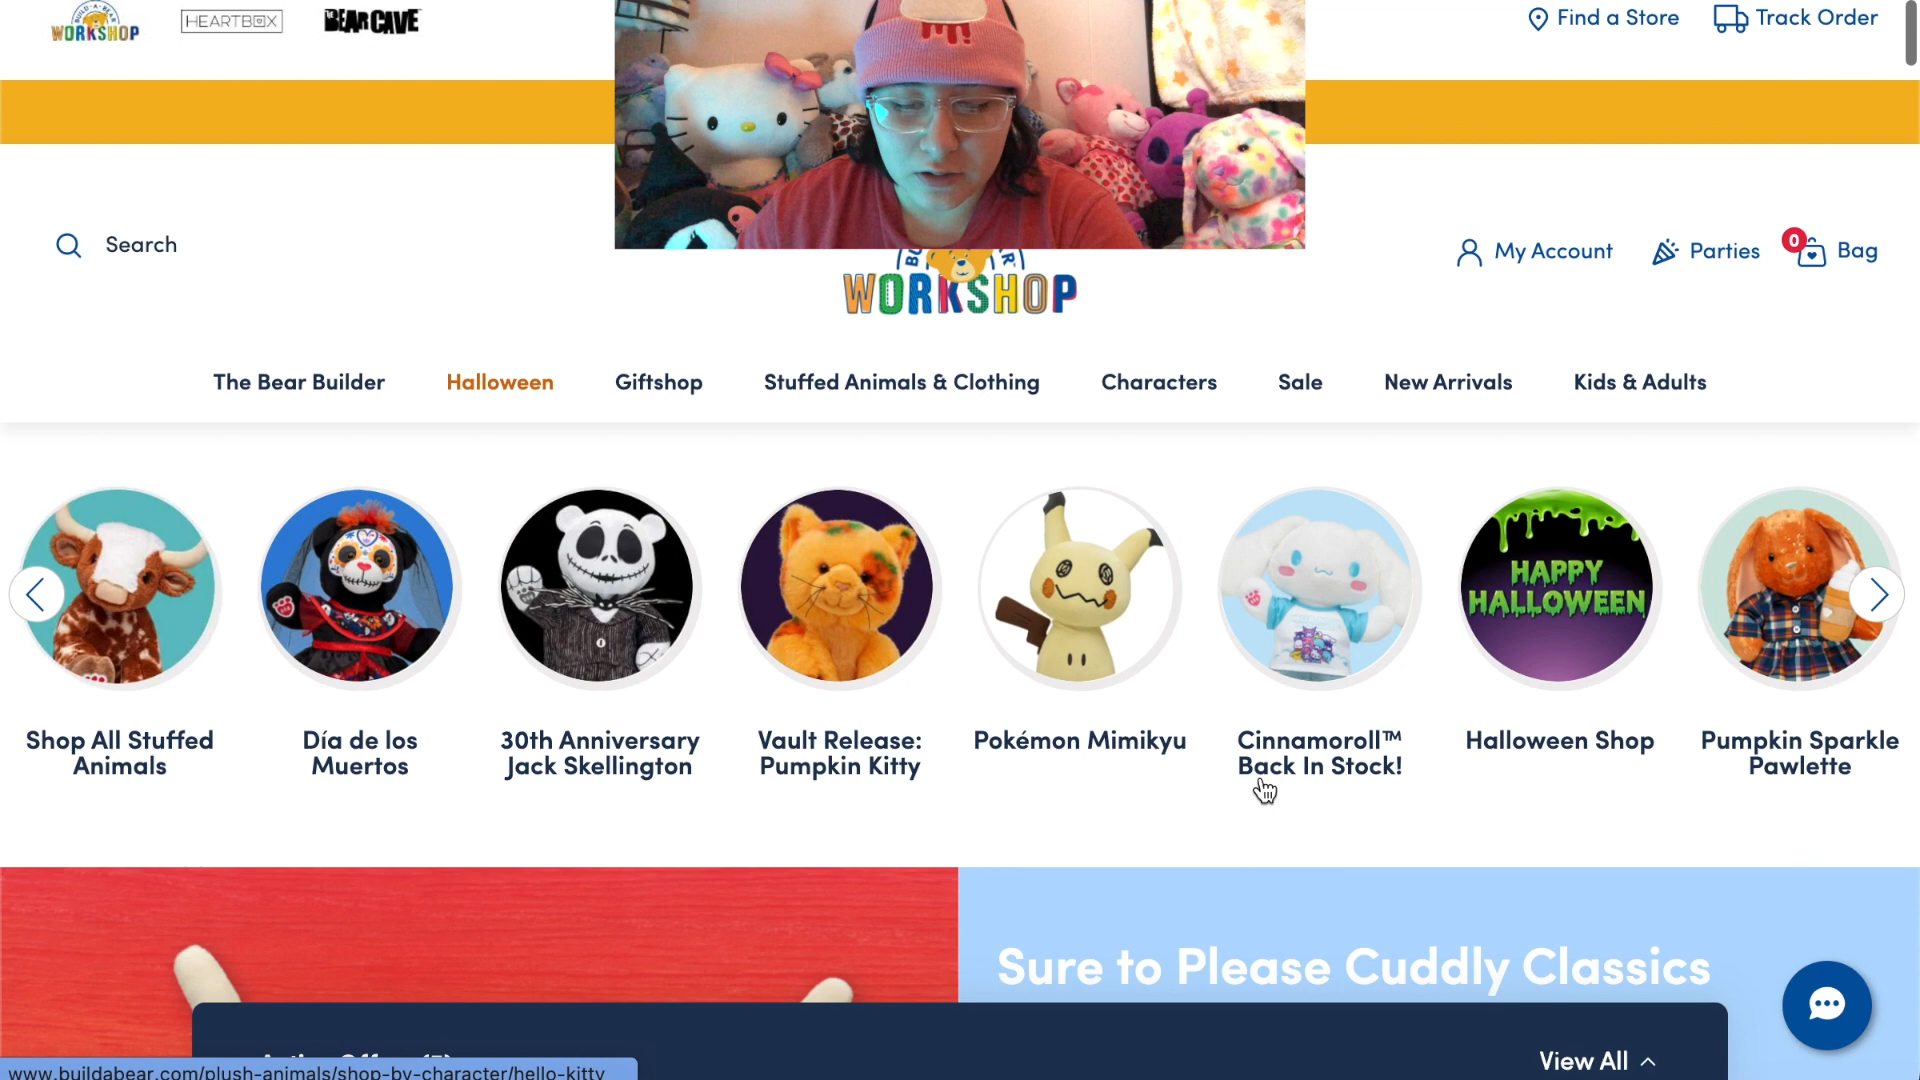 BUILD-A-BEAR
WORKSHOP
HEARTBOX
BEAR CAVE
Find a Store
Track Order
Search
WORKSHOP
My Account
Parties
0
Bag
The Bear Builder
Halloween
Giftshop
Stuffed Animals & Clothing
Characters
Sale
New Arrivals
Kids & Adults
HAPPY
HALLOWEEN
Shop All Stuffed
Animals
Día de los
Muertos
30th Anniversary
Jack Skellington
Vault Release:
Pumpkin Kitty
Pokémon Mimikyu
Cinnamoroll™
Back In Stock!
Halloween Shop
Pumpkin Sparkle
Pawlette
Sure to Please Cuddly Classics
View All
www.buildabear.com/plush-animals/shop-by-character/hello-kitty